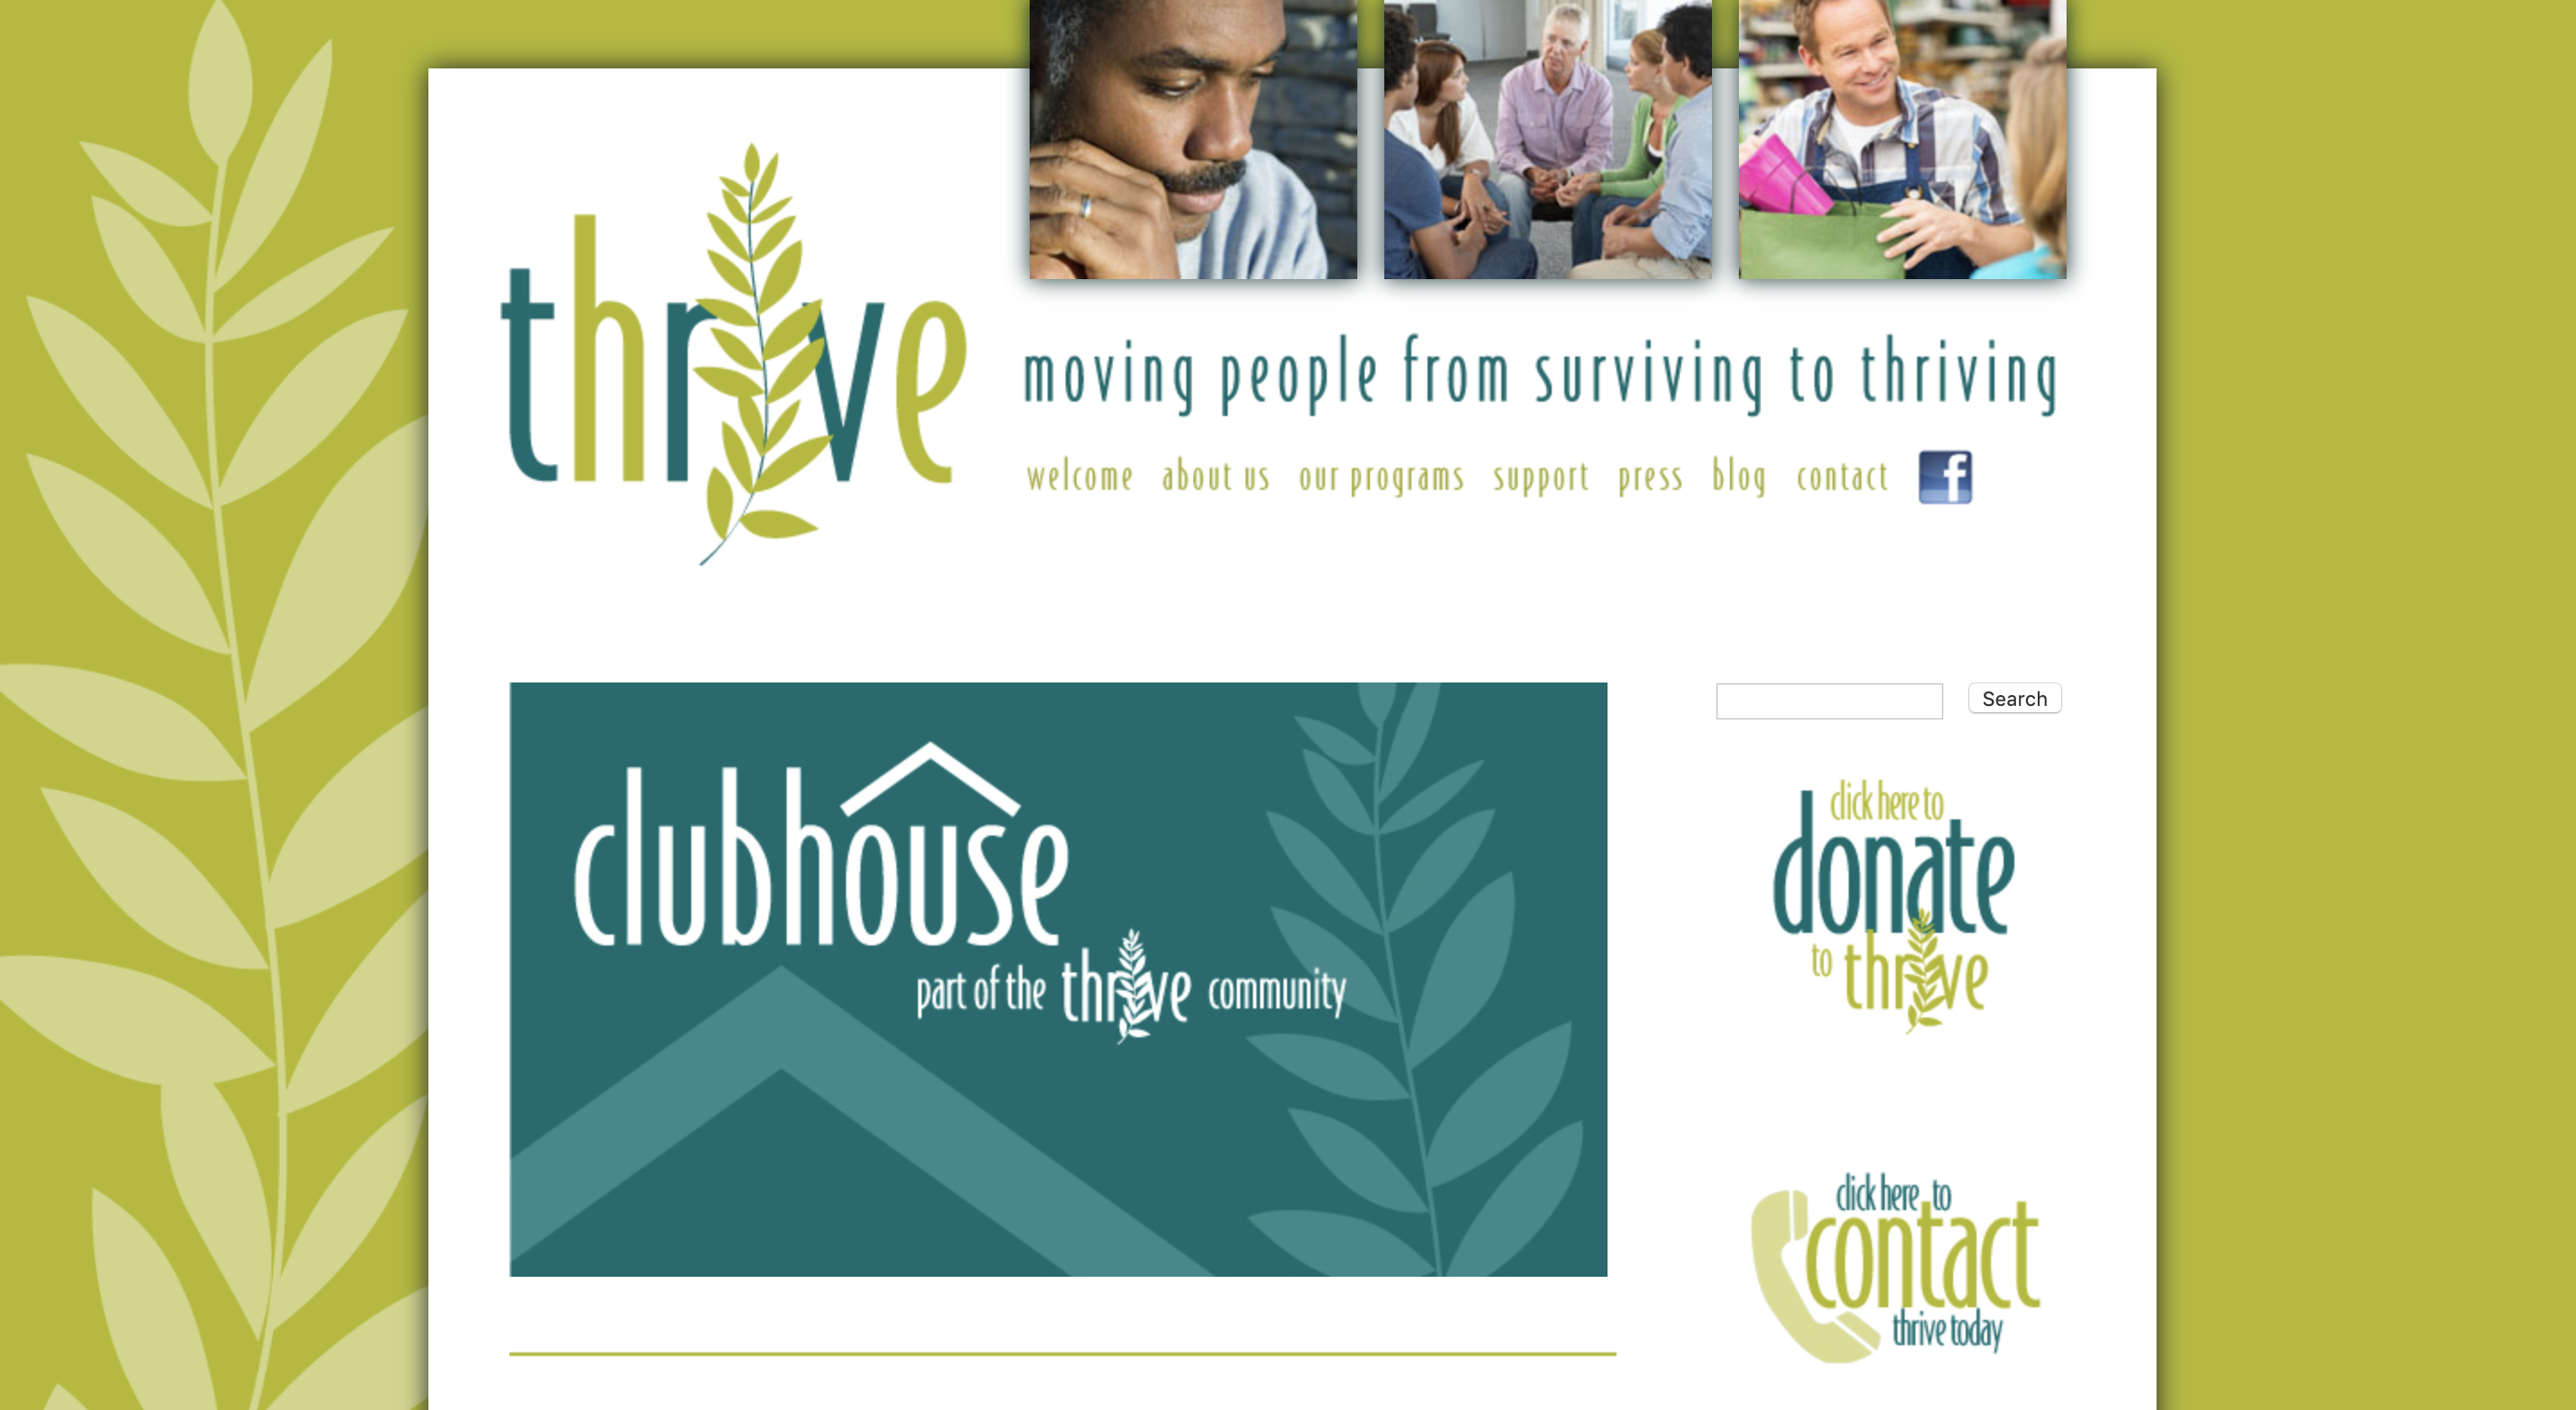 thrive
moving people from surviving to thriving
welcome about us our programs support press blog contact f
clubhouse
part of the thrive community
Search
click here to
donate
to thrive
click here to
contact
thrive today